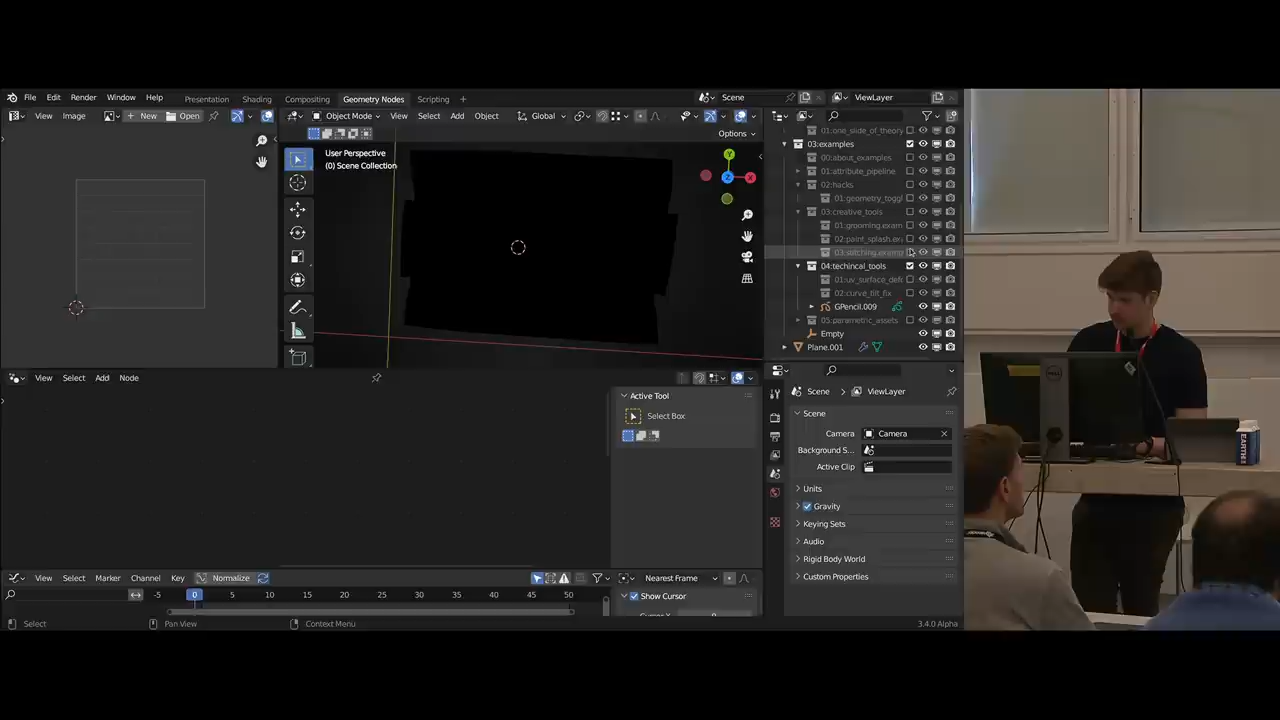 File Edit Render Window Help Presentation Shading Compositing Geometry Nodes Scripting + Scene ViewLayer
View Image New Open Object Mode View Select Add Object Global
Options
User Perspective
(0) Scene Collection
Y
Z
X
01:one_side_of_theory
03:examples
00:about_examples
01:attribute_pipeline
02:hacks
01:geometry_toggl
03:creative_tools
01:grooming.exam
02:paint_splash.ex
03:stitching.exam
04:techincal_tools
01:uv_surface_defo
02:curve_tilt_fix
GPencil.009
05:parametric_assets
Empty
Plane.001
View Select Add Node
Active Tool
Select Box
Scene ViewLayer
Scene
Camera Camera
Background S...
Active Clip
Units
Gravity
Keying Sets
Audio
Rigid Body World
Custom Properties
View Select Marker Channel Key Normalize Nearest Frame
-5 0 5 10 15 20 25 30 35 40 45 50
Show Cursor
Select Pan View Context Menu 3.4.0 Alpha
DELL